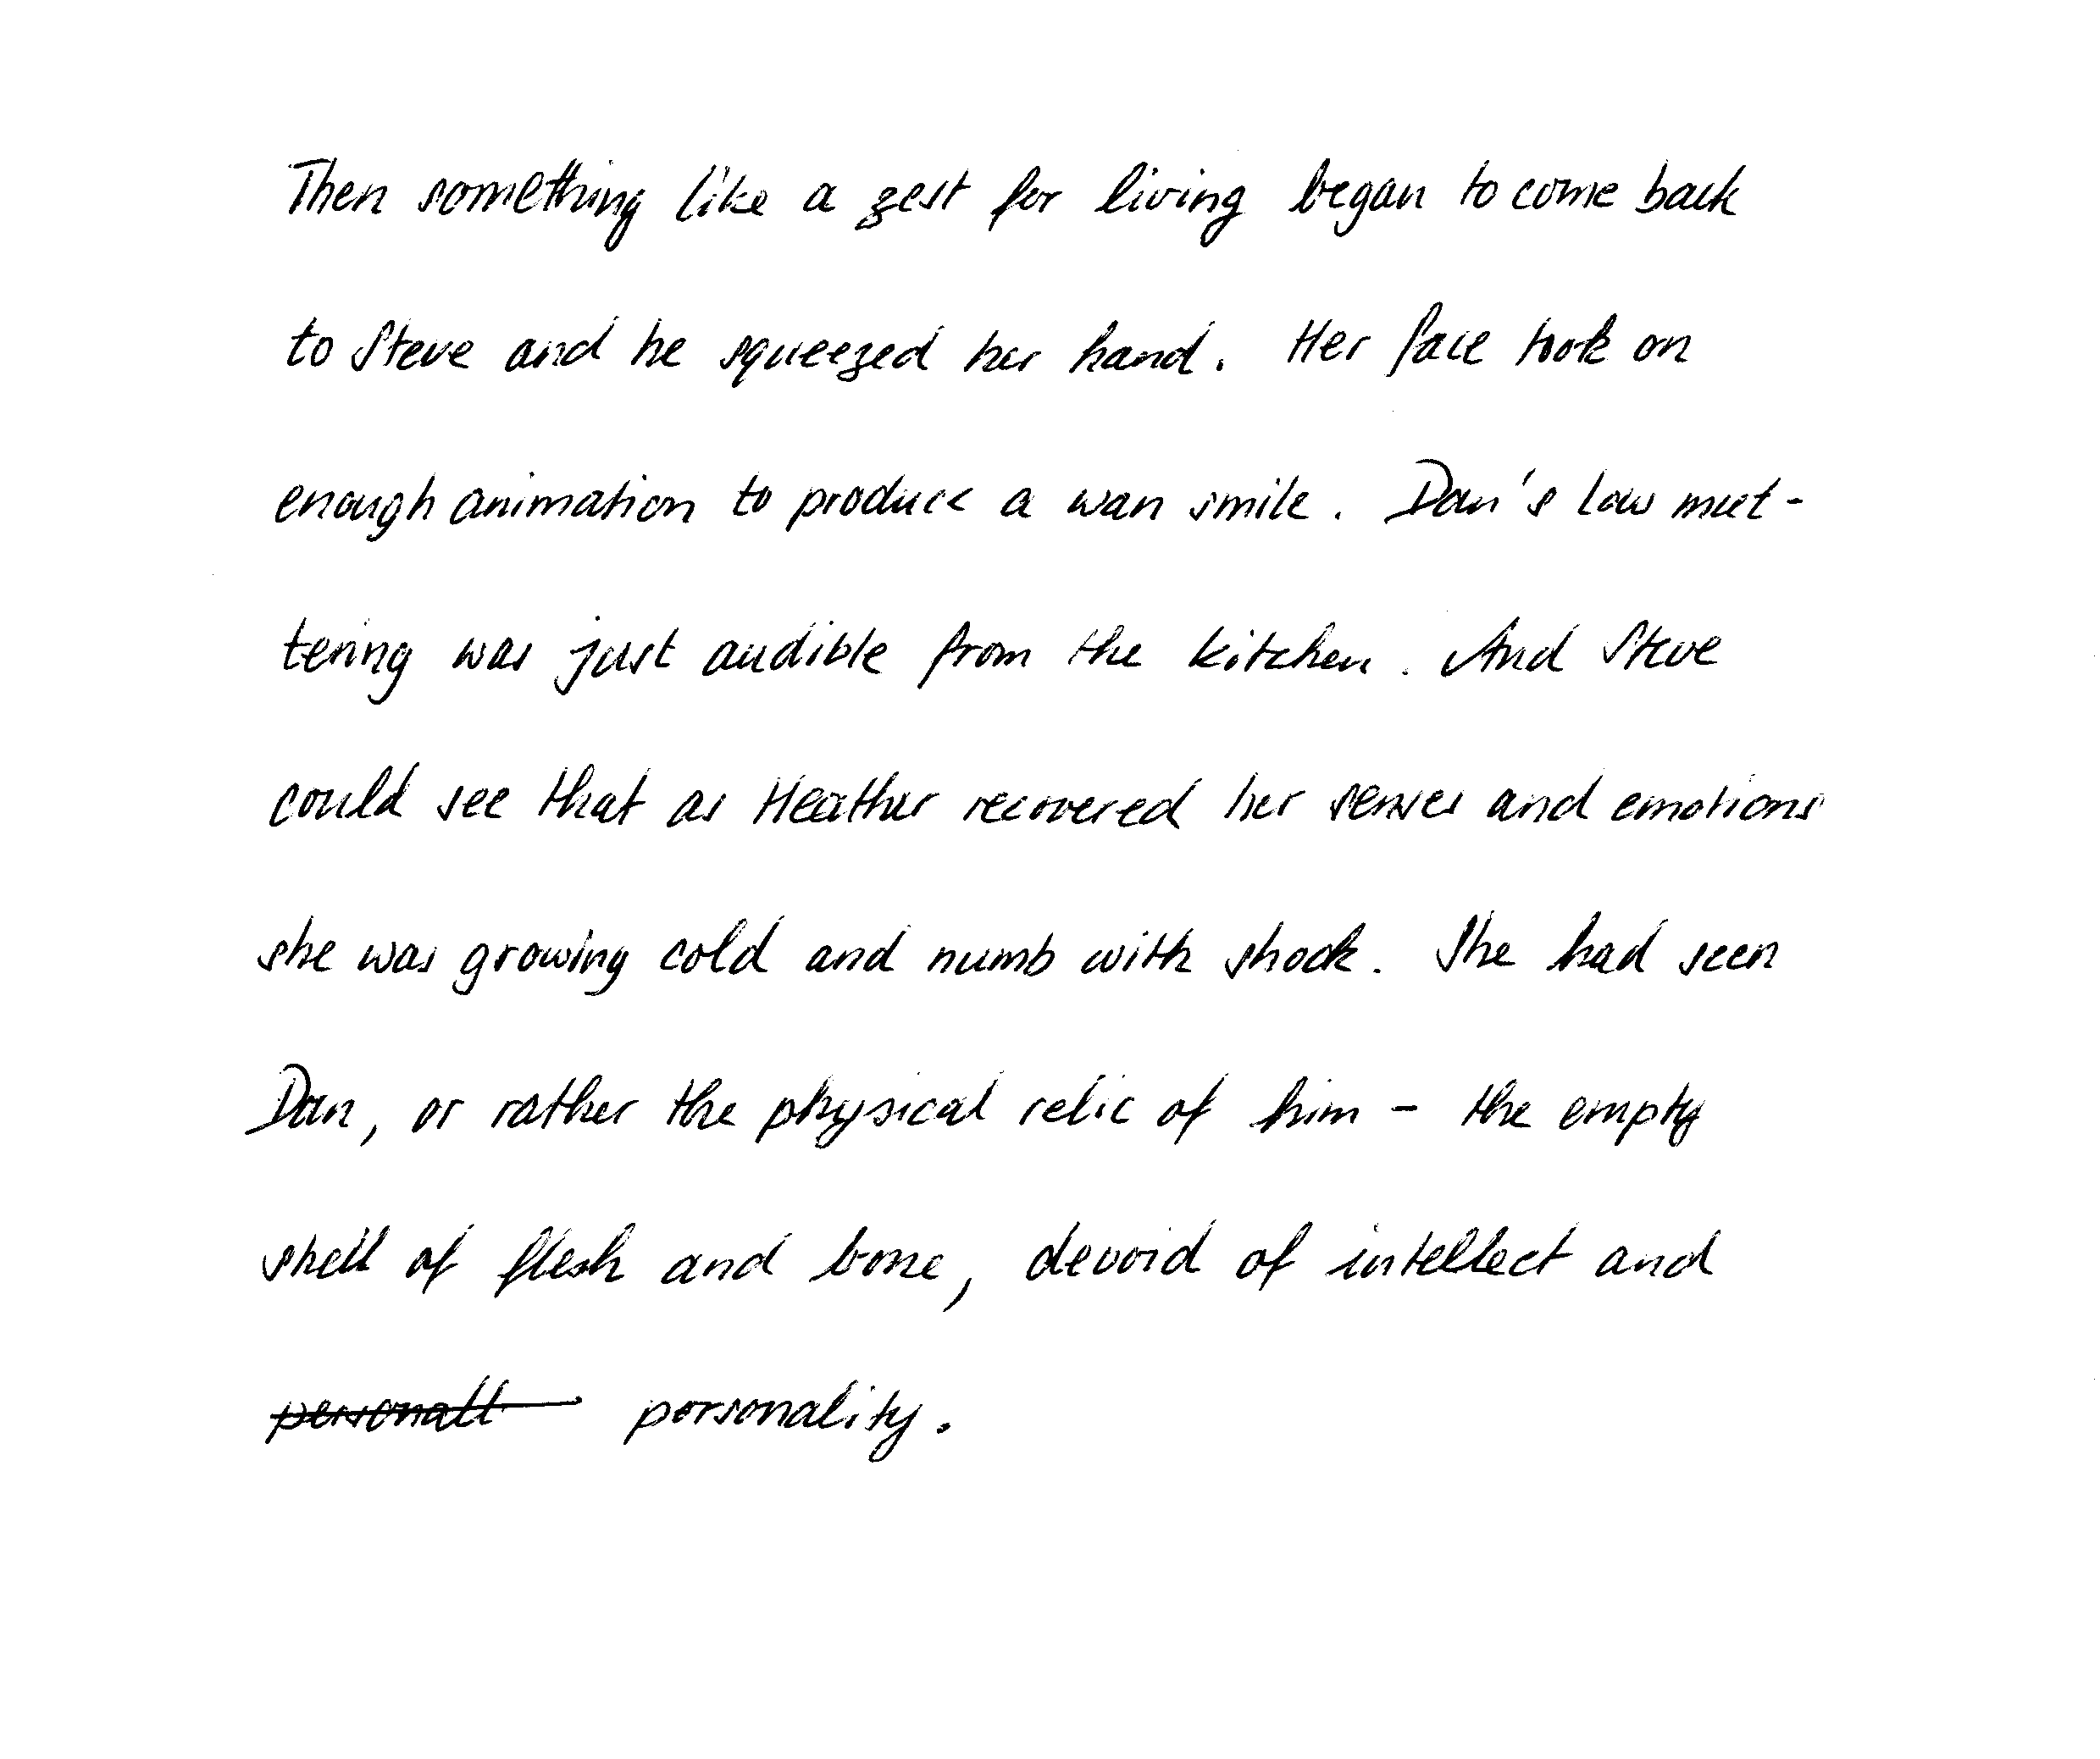 Then something like a zest for living began to come back
to Steve and he squeezed her hand. Her face took on
enough animation to produce a wan smile. Dan's low mut-
tering was just audible from the kitchen. And Steve
could see that as Heather recovered her senses and emotions
she was growing cold and numb with shock. She had seen
Dan, or rather the physical relic of him - the empty
shell of flesh and bone, devoid of intellect and
personalt personality.